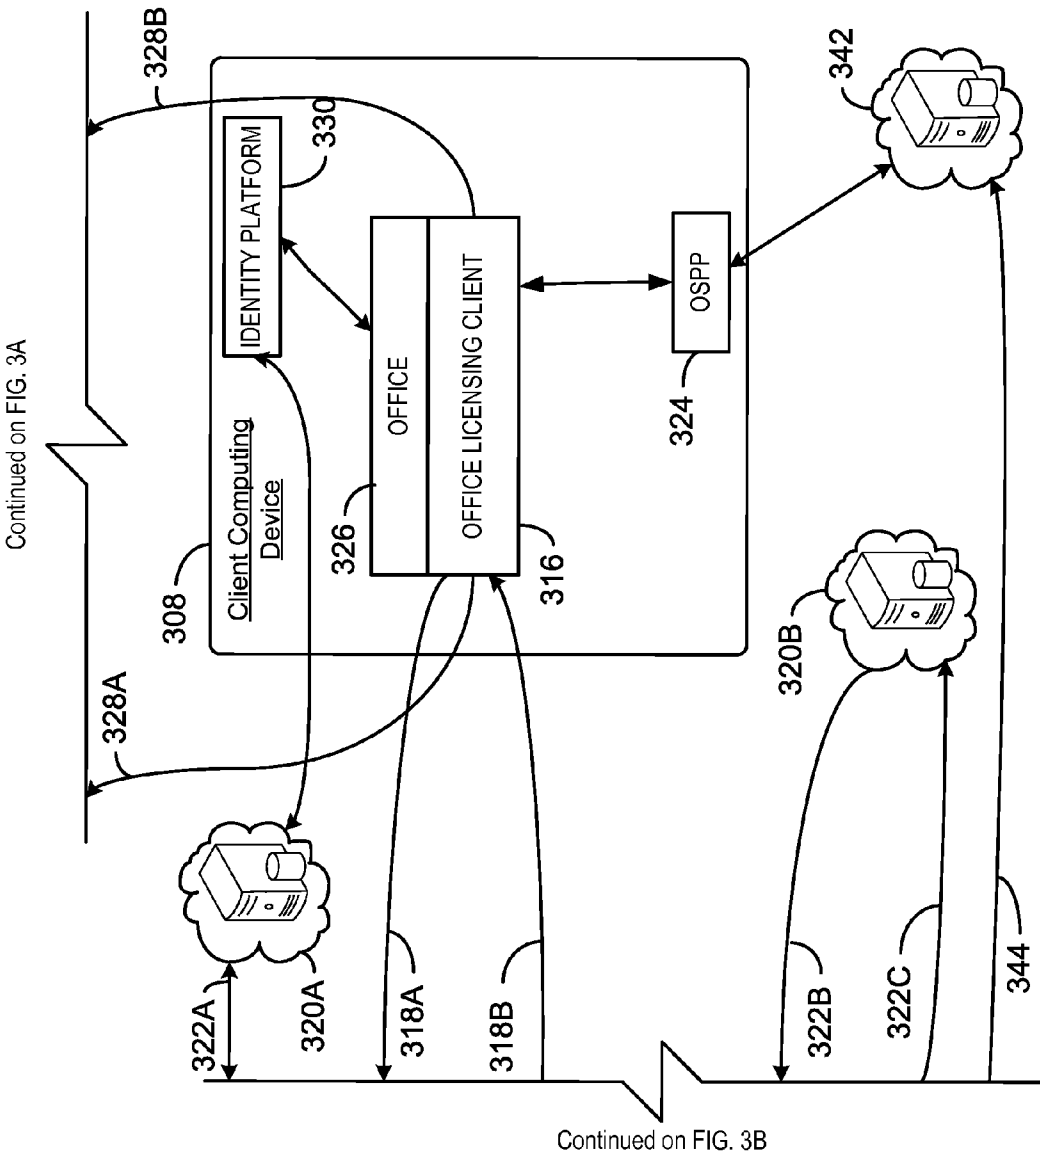 Continued on FIG. 3A
328B
342
330
IDENTITY PLATFORM
OFFICE
OFFICE LICENSING CLIENT
OSPP
324
326
316
308
Client Computing
Device
328A
320B
322A
320A
318A
318B
322B
322C
344
Continued on FIG. 3B